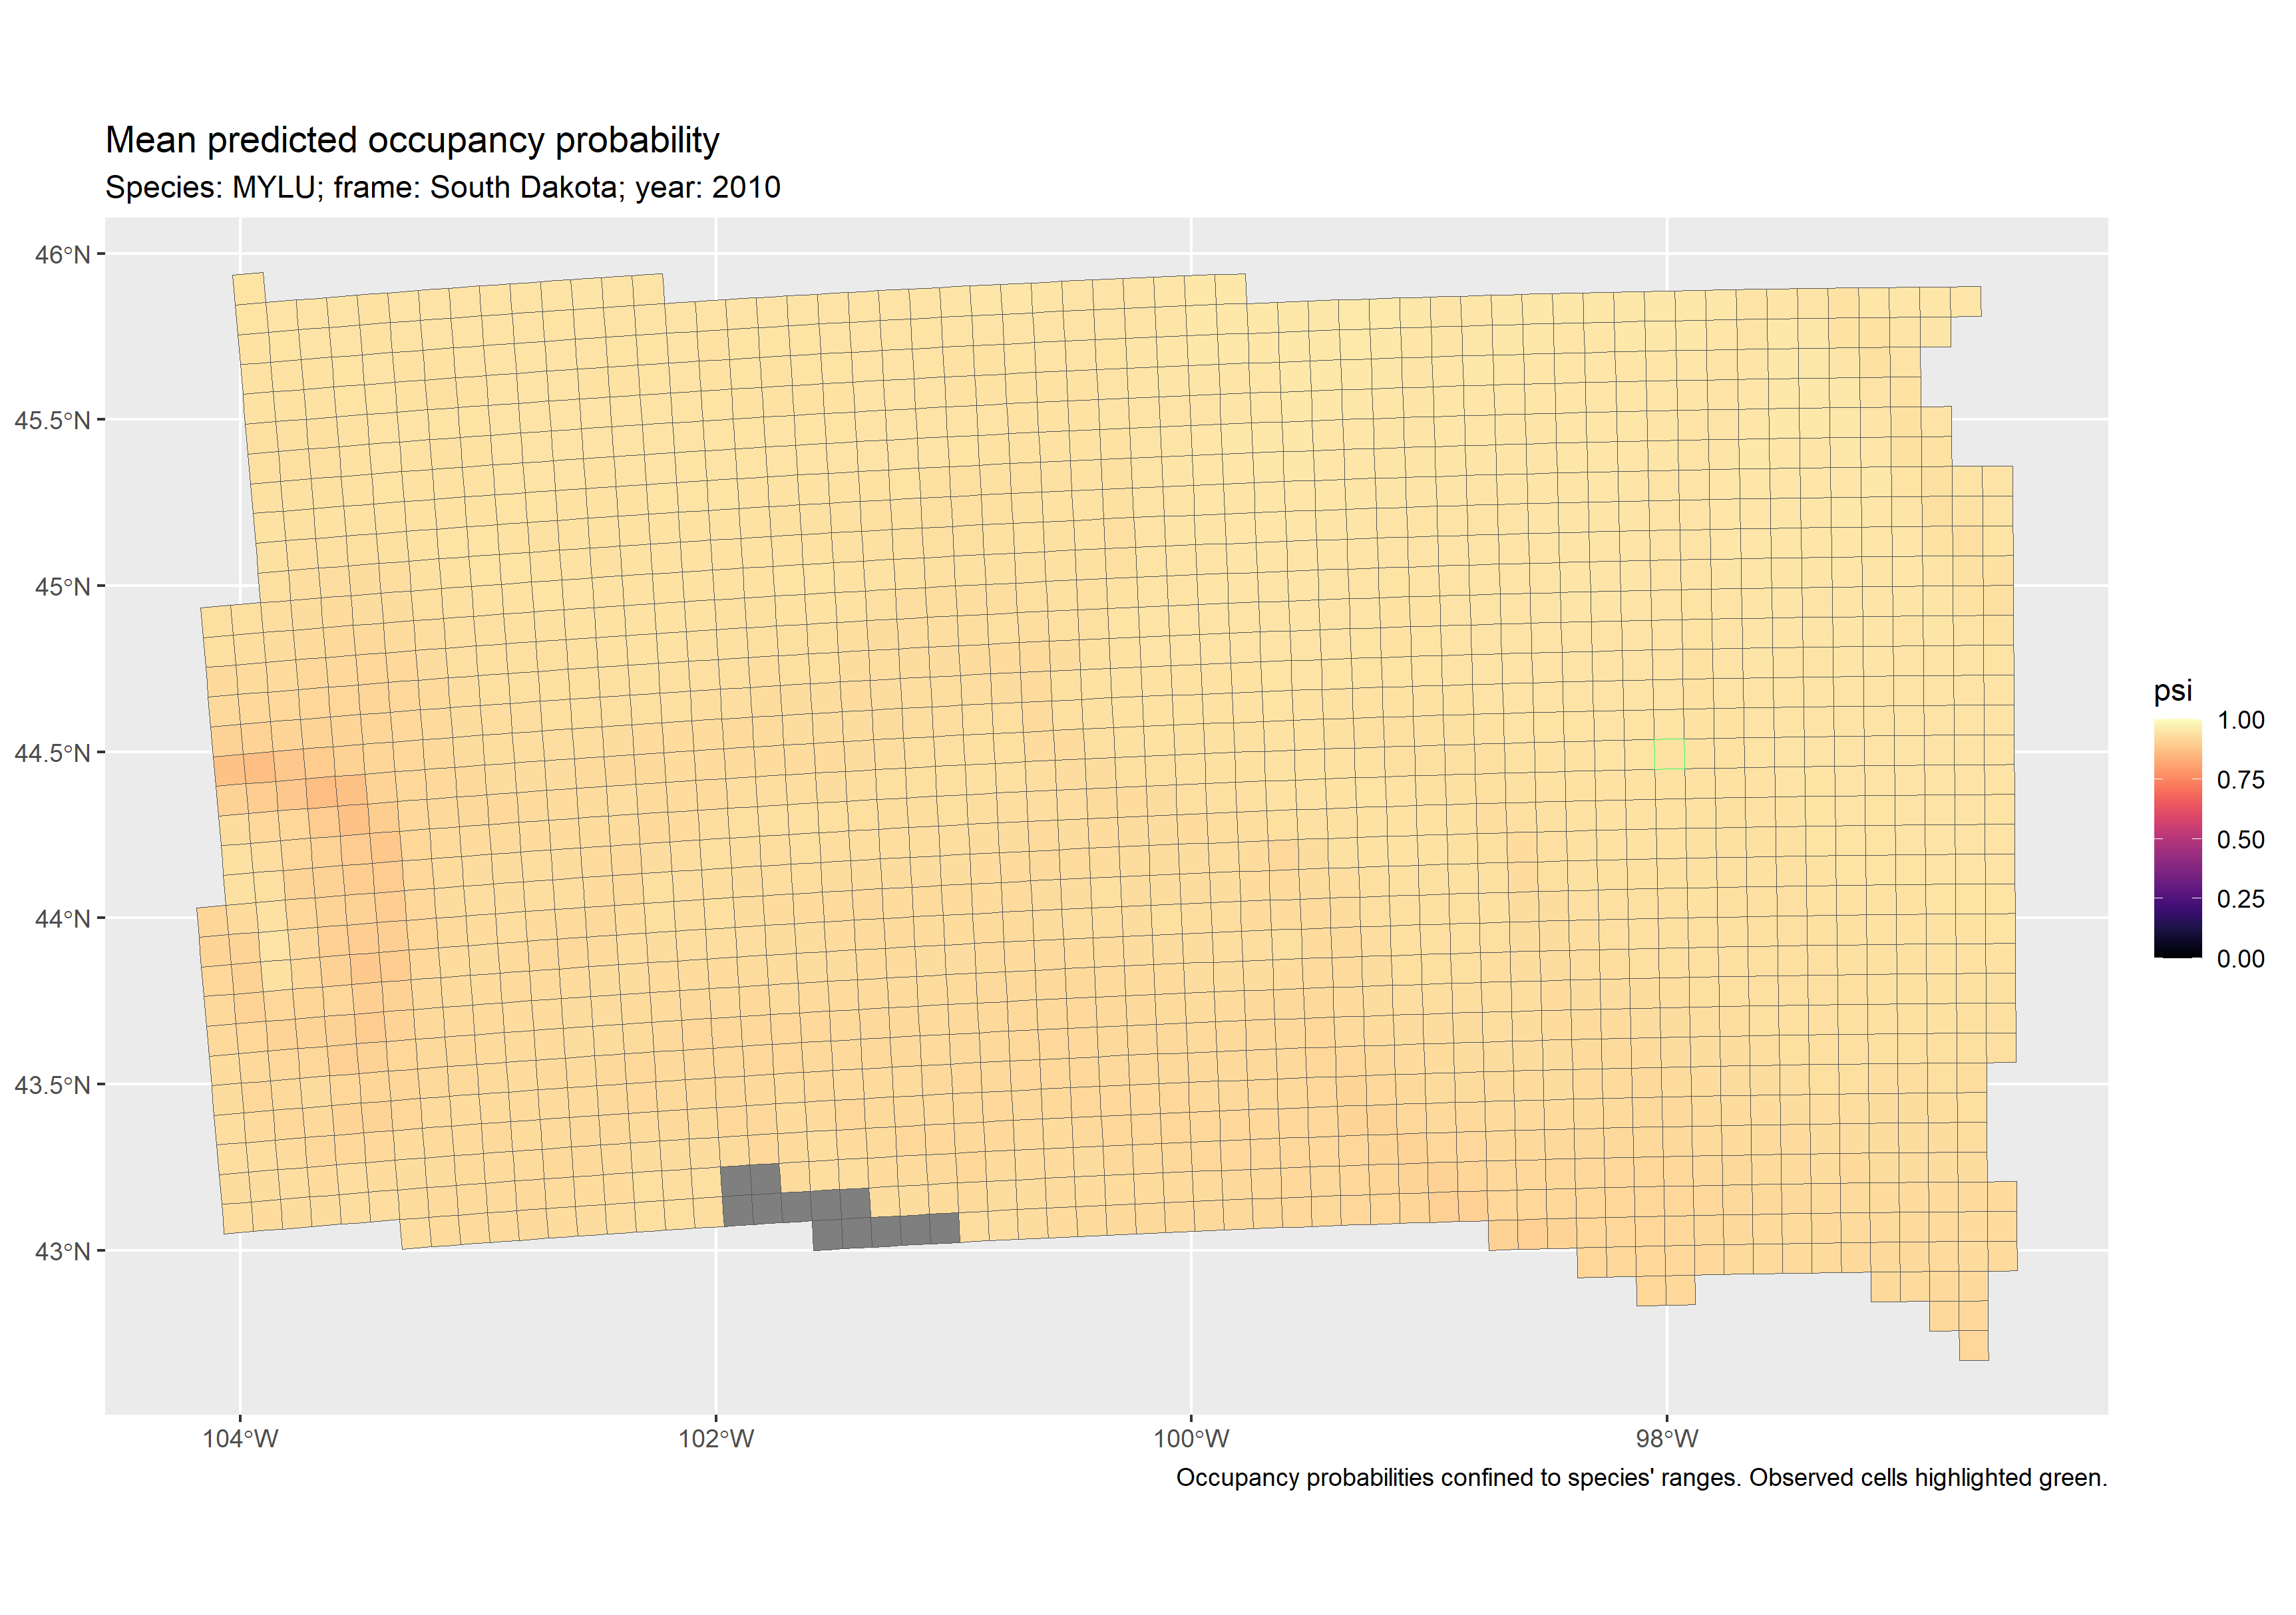 Mean predicted occupancy probability
Species: MYLU; frame: South Dakota; year: 2010
46°N
45.5°N
45°N
44.5°N
44°N
43.5°N
43°N
104°W
102°W
100°W
98°W
psi
1.00
0.75
0.50
0.25
0.00
Occupancy probabilities confined to species' ranges. Observed cells highlighted green.